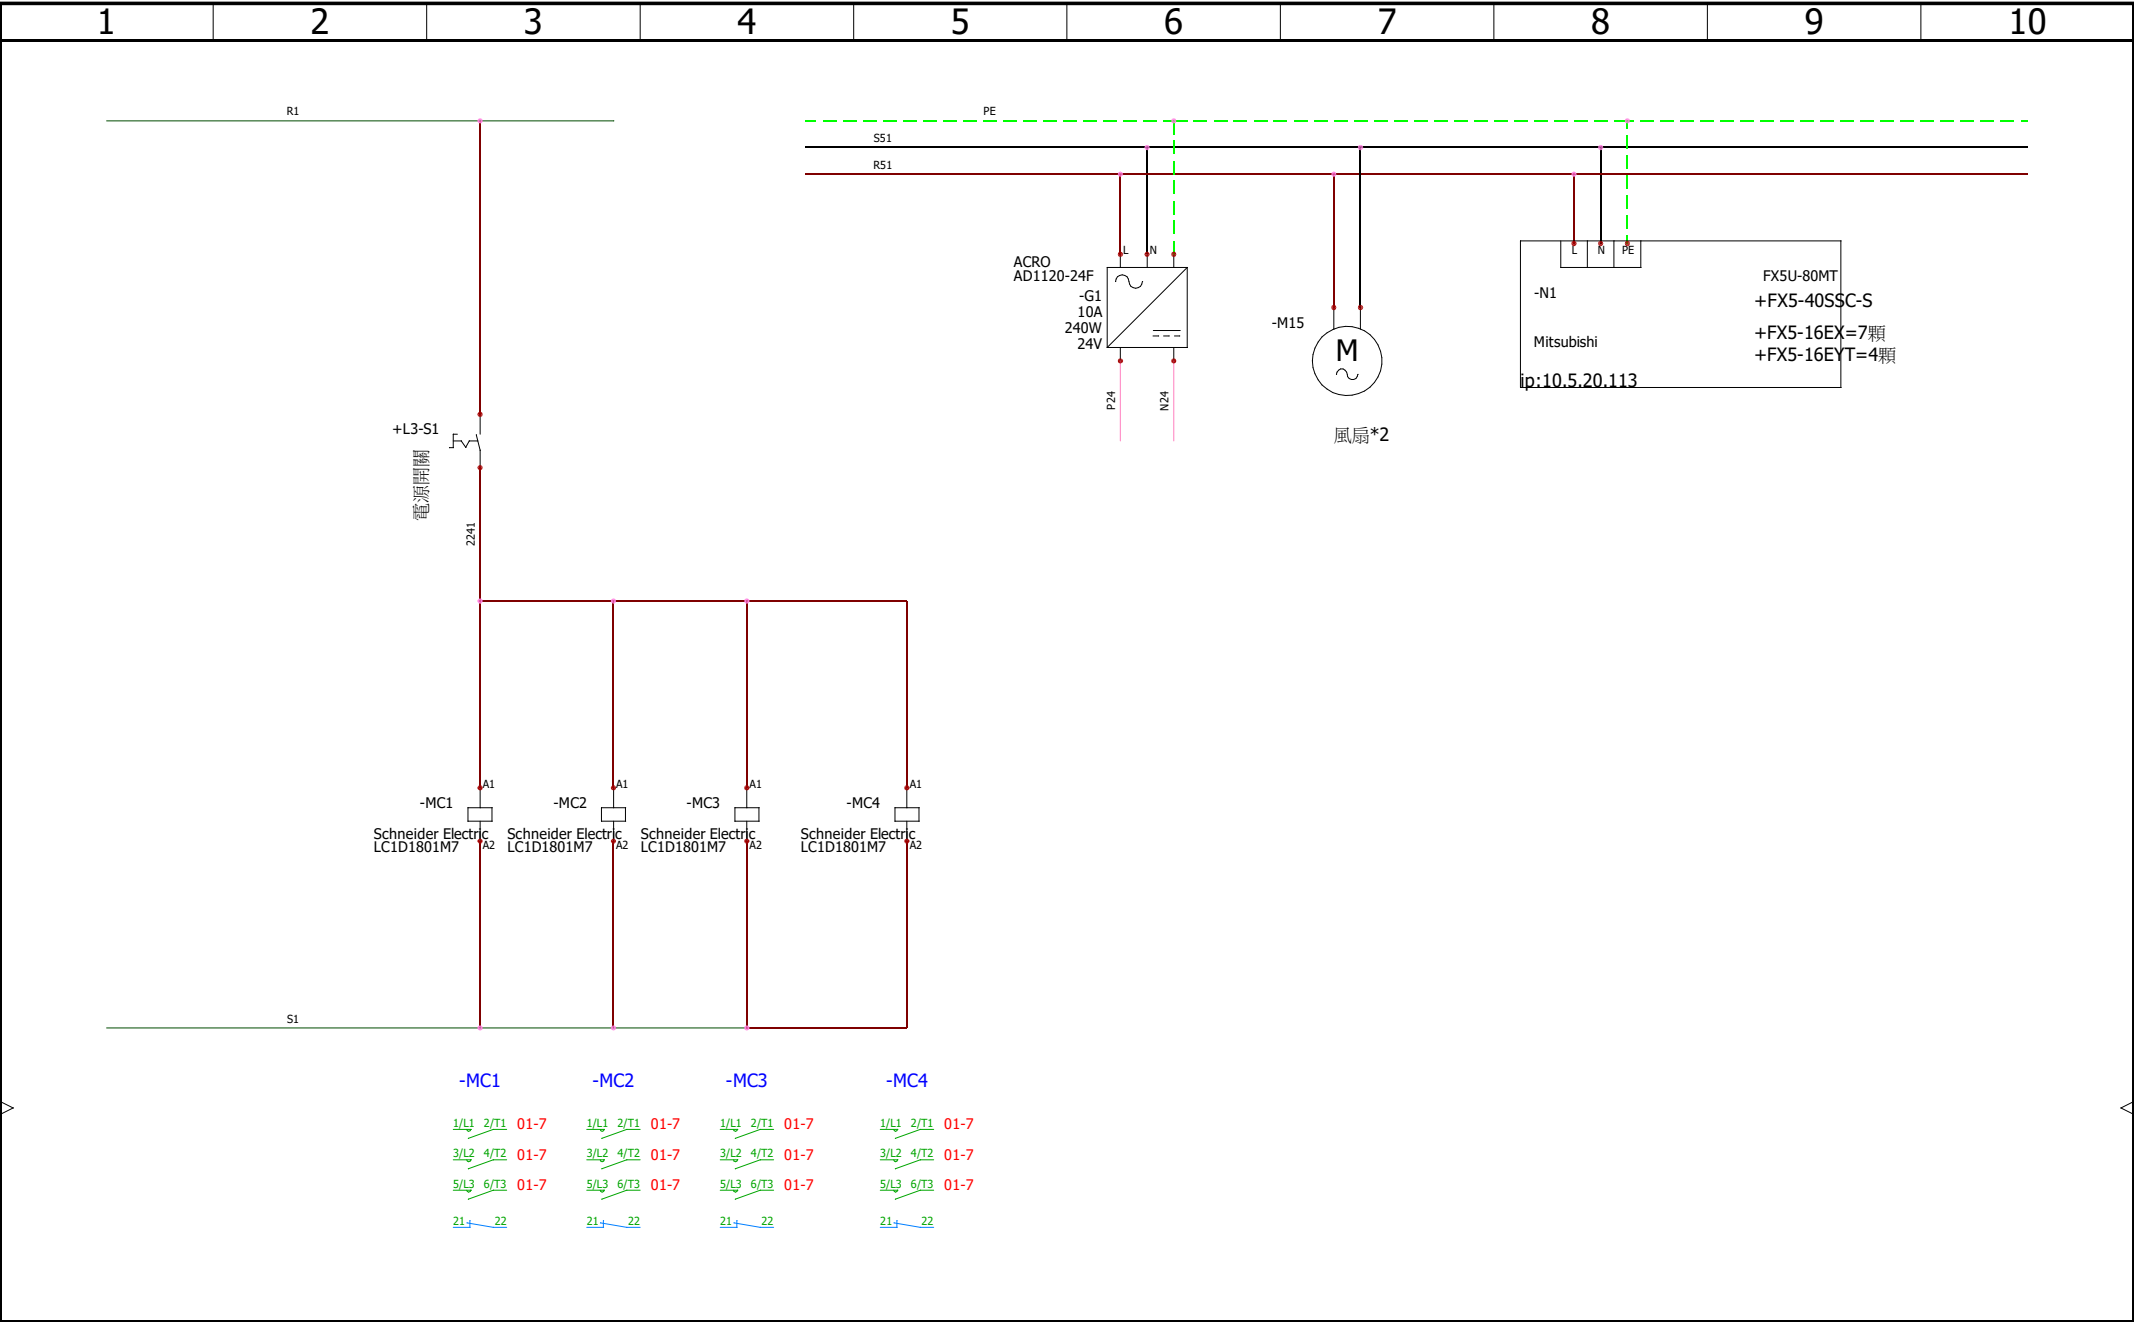 1 2 3 4 5 6 7 8 9 10
R1
PE
S51
R51
L N
ACRO
AD1120-24F
-G1
10A
240W
24V
P24
N24
-M15
M
風扇*2
L N PE
-N1
Mitsubishi
ip:10.5.20.113
FX5U-80MT
+FX5-40SSC-S
+FX5-16EX=7顆
+FX5-16EYT=4顆
+L3-S1
電源開關
2241
A1 A1 A1 A1
-MC1 -MC2 -MC3 -MC4
Schneider Electric Schneider Electric Schneider Electric Schneider Electric
LC1D1801M7 A2 LC1D1801M7 A2 LC1D1801M7 A2 LC1D1801M7 A2
S1
-MC1 -MC2 -MC3 -MC4
1/L1 2/T1 01-7 1/L1 2/T1 01-7 1/L1 2/T1 01-7 1/L1 2/T1 01-7
3/L2 4/T2 01-7 3/L2 4/T2 01-7 3/L2 4/T2 01-7 3/L2 4/T2 01-7
5/L3 6/T3 01-7 5/L3 6/T3 01-7 5/L3 6/T3 01-7 5/L3 6/T3 01-7
21 22 21 22 21 22 21 22